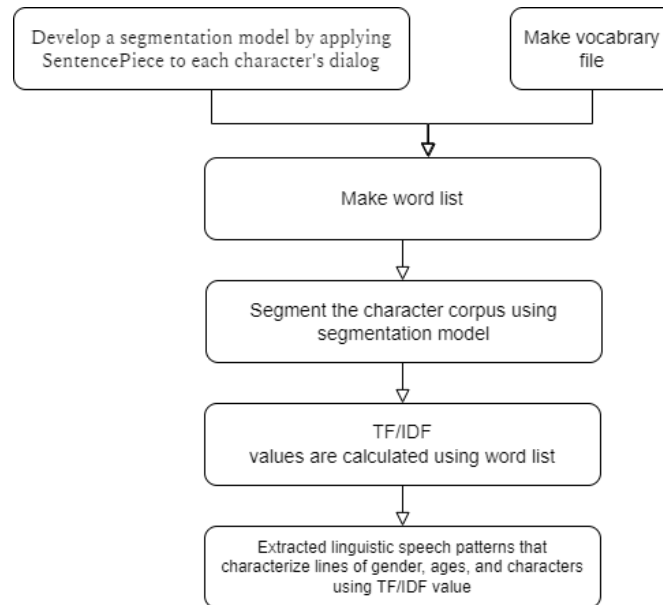 Develop a segmentation model by applying
SentencePiece to each character's dialog
Make vocabrary
file
Make word list
Segment the character corpus using
segmentation model
TF/IDF
values are calculated using word list
Extracted linguistic speech patterns that
characterize lines of gender, ages, and characters
using TF/IDF value